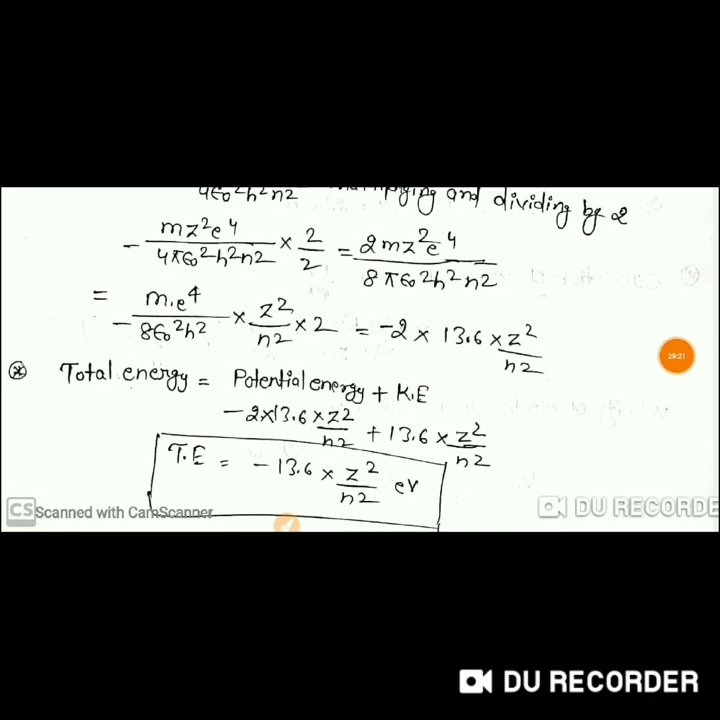 4ϵ₀²h²n2 and dividing by 2
- mz²e⁴/4πϵ₀²h²n2 × 2/2 = 2mz²e⁴/8πϵ₀²h²n2
= - m.e⁴/8ϵ₀²h² × z²/n2 × 2 = -2 × 13.6 × z²/n2
29:21
Ⓧ Total energy = Potential energy + K.E
-2×13.6 × z²/n2 + 13.6 × z²/n2
T.E = -13.6 × z²/n2 ev
CS Scanned with CamScanner
DU RECORDE
DU RECORDER